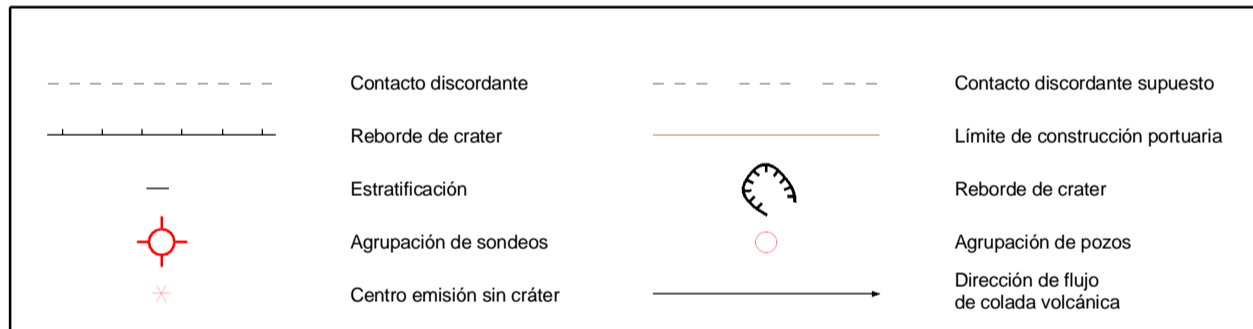 Contacto discordante
Contacto discordante supuesto
Reborde de crater
Límite de construcción portuaria
Estratificación
Reborde de crater
Agrupación de sondeos
Agrupación de pozos
Centro emisión sin cráter
Dirección de flujo
de colada volcánica